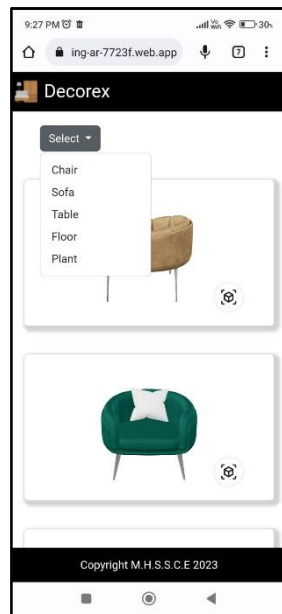 9:27 PM
30%
ing-ar-7723f.web.app
7
Decorex
Select
Chair
Sofa
Table
Floor
Plant
Copyright M.H.S.S.C.E 2023